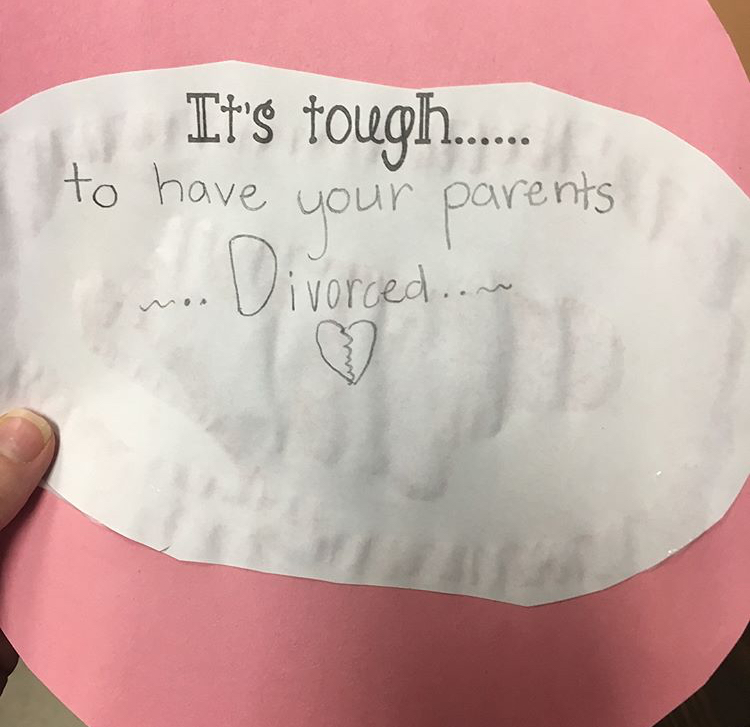 It's tough......
to have your parents
~.. Divorced..~